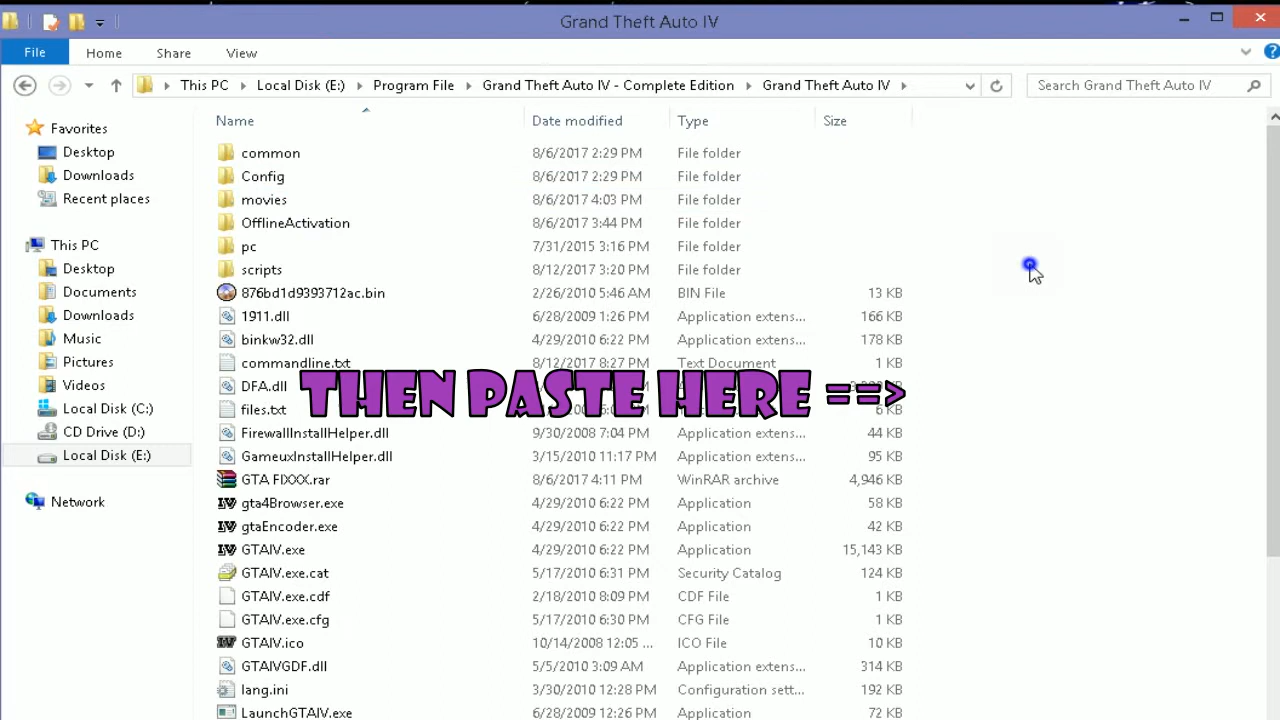 Grand Theft Auto IV
File Home Share View
This PC Local Disk (E:) Program File Grand Theft Auto IV - Complete Edition Grand Theft Auto IV Search Grand Theft Auto IV
Name Date modified Type Size
Favorites
Desktop
Downloads
Recent places
This PC
Desktop
Documents
Downloads
Music
Pictures
Videos
Local Disk (C:)
CD Drive (D:)
Local Disk (E:)
Network
common 8/6/2017 2:29 PM File folder
Config 8/6/2017 2:29 PM File folder
movies 8/6/2017 4:03 PM File folder
OfflineActivation 8/6/2017 3:44 PM File folder
pc 7/31/2015 3:16 PM File folder
scripts 8/12/2017 3:20 PM File folder
876bd1d9393712ac.bin 2/26/2010 5:46 AM BIN File 13 KB
1911.dll 6/28/2009 1:26 PM Application extens... 166 KB
binkw32.dll 4/29/2010 6:22 PM Application extens... 178 KB
commandline.txt 8/12/2017 8:27 PM Text Document 1 KB
DFA.dll
THEN PASTE HERE ==>
files.txt 6 KB
FirewallInstallHelper.dll 9/30/2008 7:04 PM Application extens... 44 KB
GameuxInstallHelper.dll 3/15/2010 11:17 PM Application extens... 95 KB
GTA FIXXX.rar 8/6/2017 4:11 PM WinRAR archive 4,946 KB
gta4Browser.exe 4/29/2010 6:22 PM Application 58 KB
gtaEncoder.exe 4/29/2010 6:22 PM Application 42 KB
GTAIV.exe 4/29/2010 6:22 PM Application 15,143 KB
GTAIV.exe.cat 5/17/2010 6:31 PM Security Catalog 124 KB
GTAIV.exe.cdf 2/18/2010 8:09 PM CDF File 1 KB
GTAIV.exe.cfg 5/17/2010 6:30 PM CFG File 1 KB
GTAIV.ico 10/14/2008 12:05 ... ICO File 10 KB
GTAIVGDF.dll 5/5/2010 3:09 AM Application extens... 314 KB
lang.ini 3/30/2010 12:28 PM Configuration sett... 192 KB
LaunchGTAIV.exe 6/28/2009 12:26 PM Application 72 KB